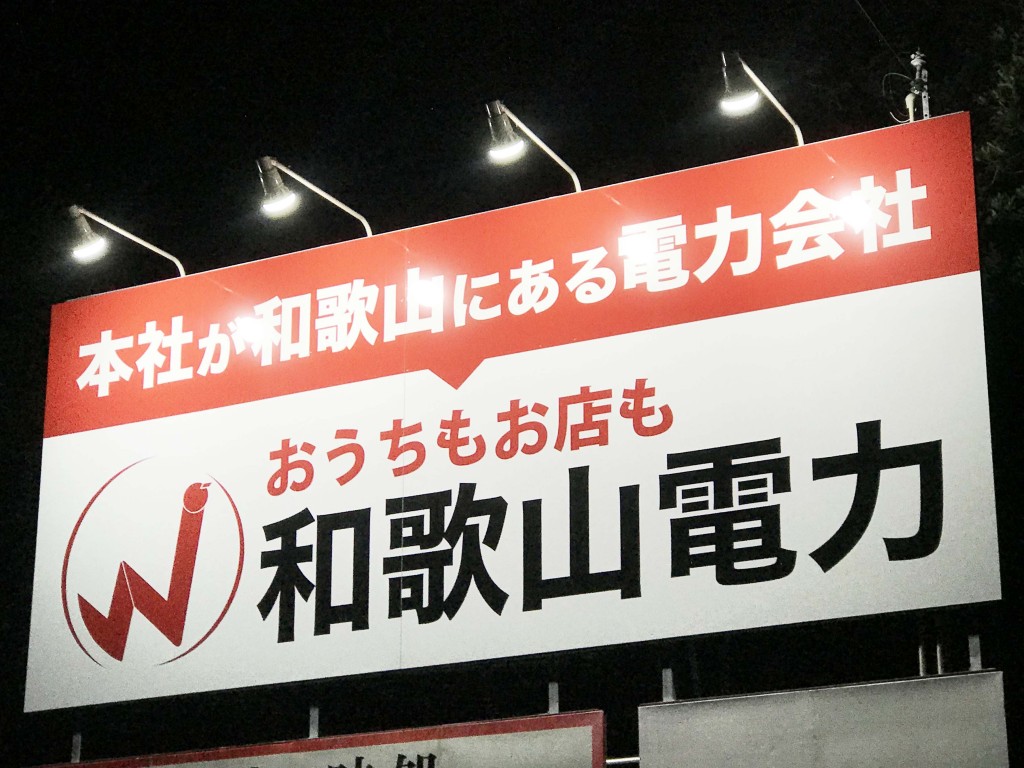 本社が和歌山にある電力会社
おうちもお店も
和歌山電力